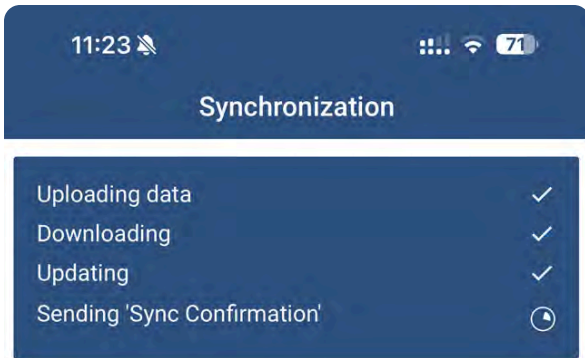 11:23
71
Synchronization
Uploading data
Downloading
Updating
Sending 'Sync Confirmation'